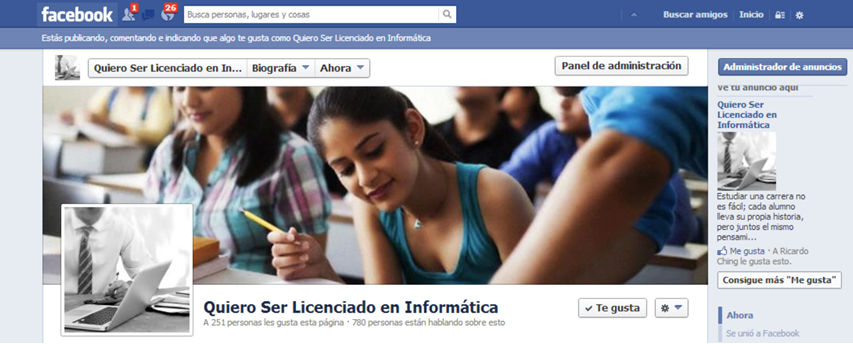 facebook
1
26
Busca personas, lugares y cosas
Buscar amigos
Inicio
Estás publicando, comentando e indicando que algo te gusta como Quiero Ser Licenciado en Informática
Quiero Ser Licenciado en In...
Biografía
Ahora
Panel de administración
Quiero Ser Licenciado en Informática
A 251 personas les gusta esta página · 780 personas están hablando sobre esto
Te gusta
Administrador de anuncios
Ve tu anuncio aquí
Quiero Ser
Licenciado en
Informática
Estudiar una carrera no
es fácil; cada alumno
lleva su propia historia,
pero juntos el mismo
pensami...
Me gusta · A Ricardo
Ching le gusta esto.
Consigue más "Me gusta"
Ahora
Se unió a Facebook